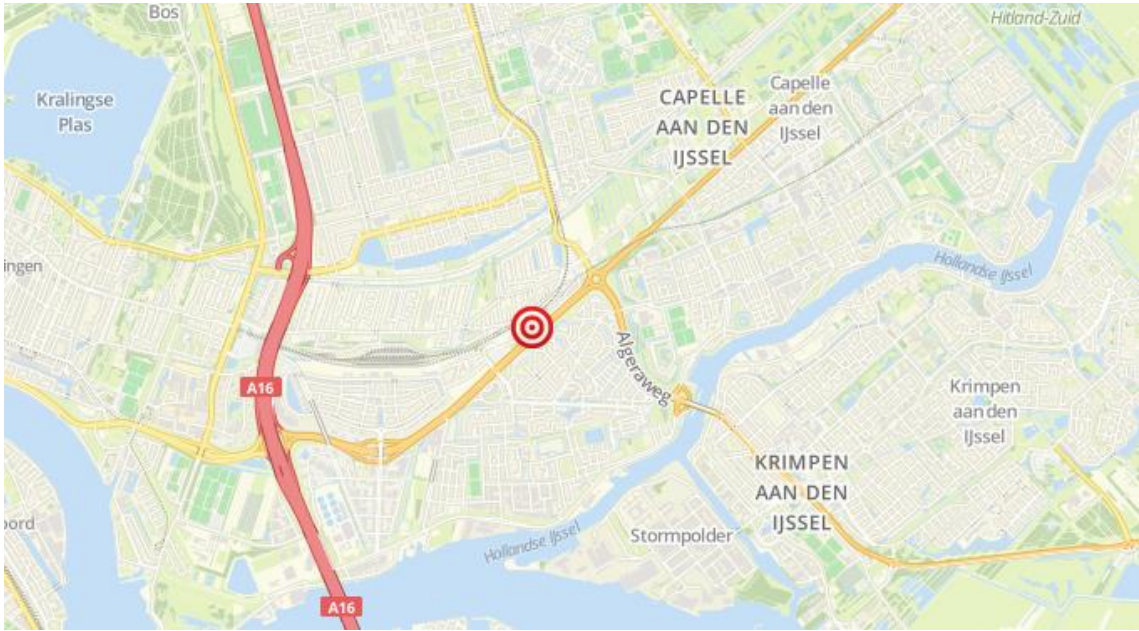 Bos
Hitland-Zuid
Kralingse
Plas
CAPELLE
AAN DEN
IJSSEL
Capelle
aan den
IJssel
Hollandse IJssel
ingen
Algeraweg
A16
Krimpen
aan den
IJssel
KRIMPEN
AAN DEN
IJSSEL
oord
Hollandse IJssel
Stormpolder
A16